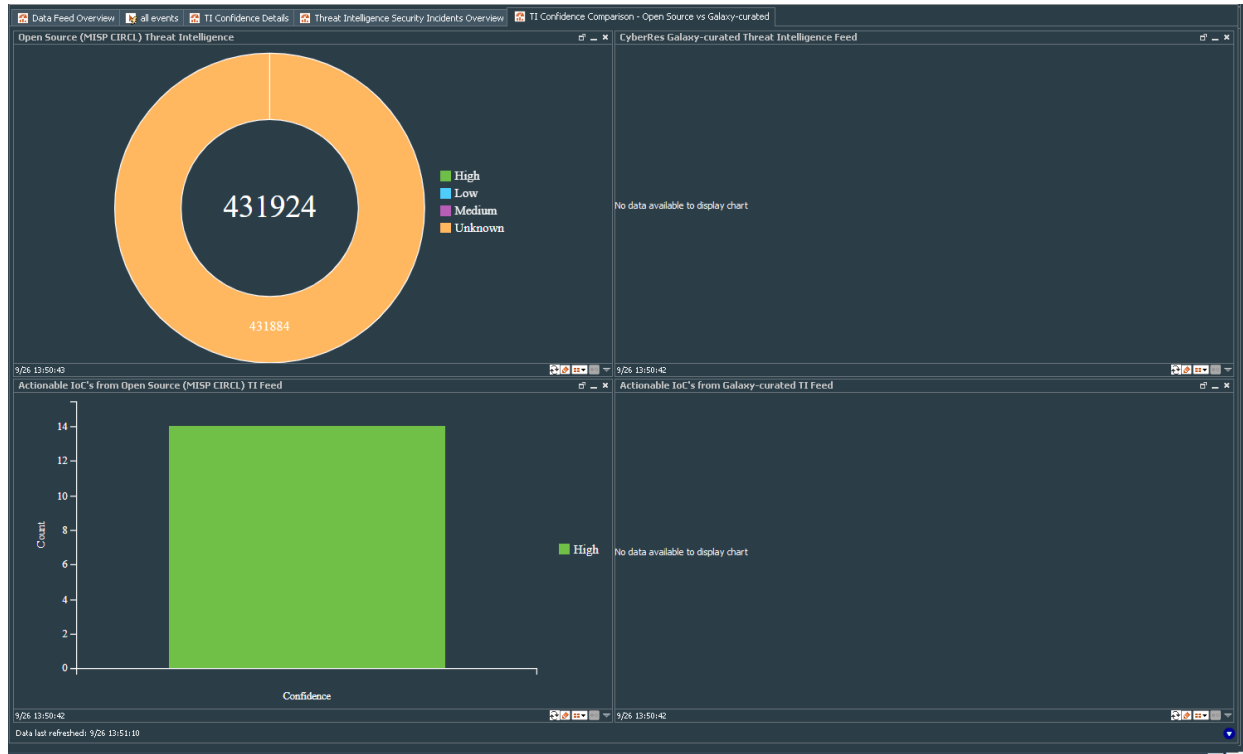 Data Feed Overview
all events
TI Confidence Details
Threat Intelligence Security Incidents Overview
TI Confidence Comparison - Open Source vs Galaxy-curated
Open Source (MISP CIRCL) Threat Intelligence
431924
431884
High
Low
Medium
Unknown
9/26 13:50:43
CyberRes Galaxy-curated Threat Intelligence Feed
No data available to display chart
9/26 13:50:42
Actionable IoC's from Open Source (MISP CIRCL) TI Feed
14
12
10
8
6
4
2
0
Count
Confidence
High
9/26 13:50:42
Actionable IoC's from Galaxy-curated TI Feed
No data available to display chart
9/26 13:50:42
Data last refreshed: 9/26 13:51:10